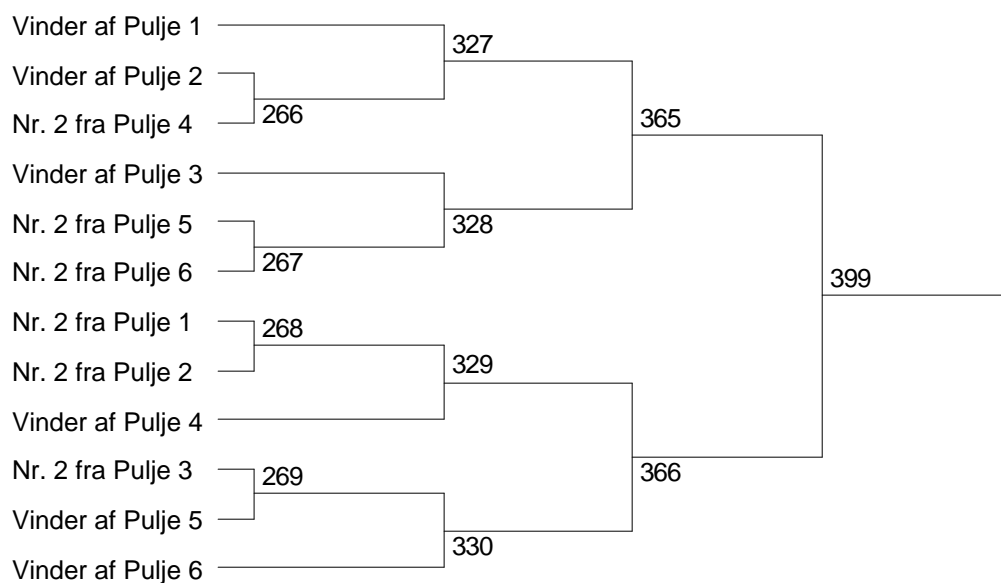 Vinder af Pulje 1
327
Vinder af Pulje 2
266
Nr. 2 fra Pulje 4
365
Vinder af Pulje 3
Nr. 2 fra Pulje 5
328
267
Nr. 2 fra Pulje 6
399
Nr. 2 fra Pulje 1
268
Nr. 2 fra Pulje 2
329
Vinder af Pulje 4
Nr. 2 fra Pulje 3
269
366
Vinder af Pulje 5
330
Vinder af Pulje 6